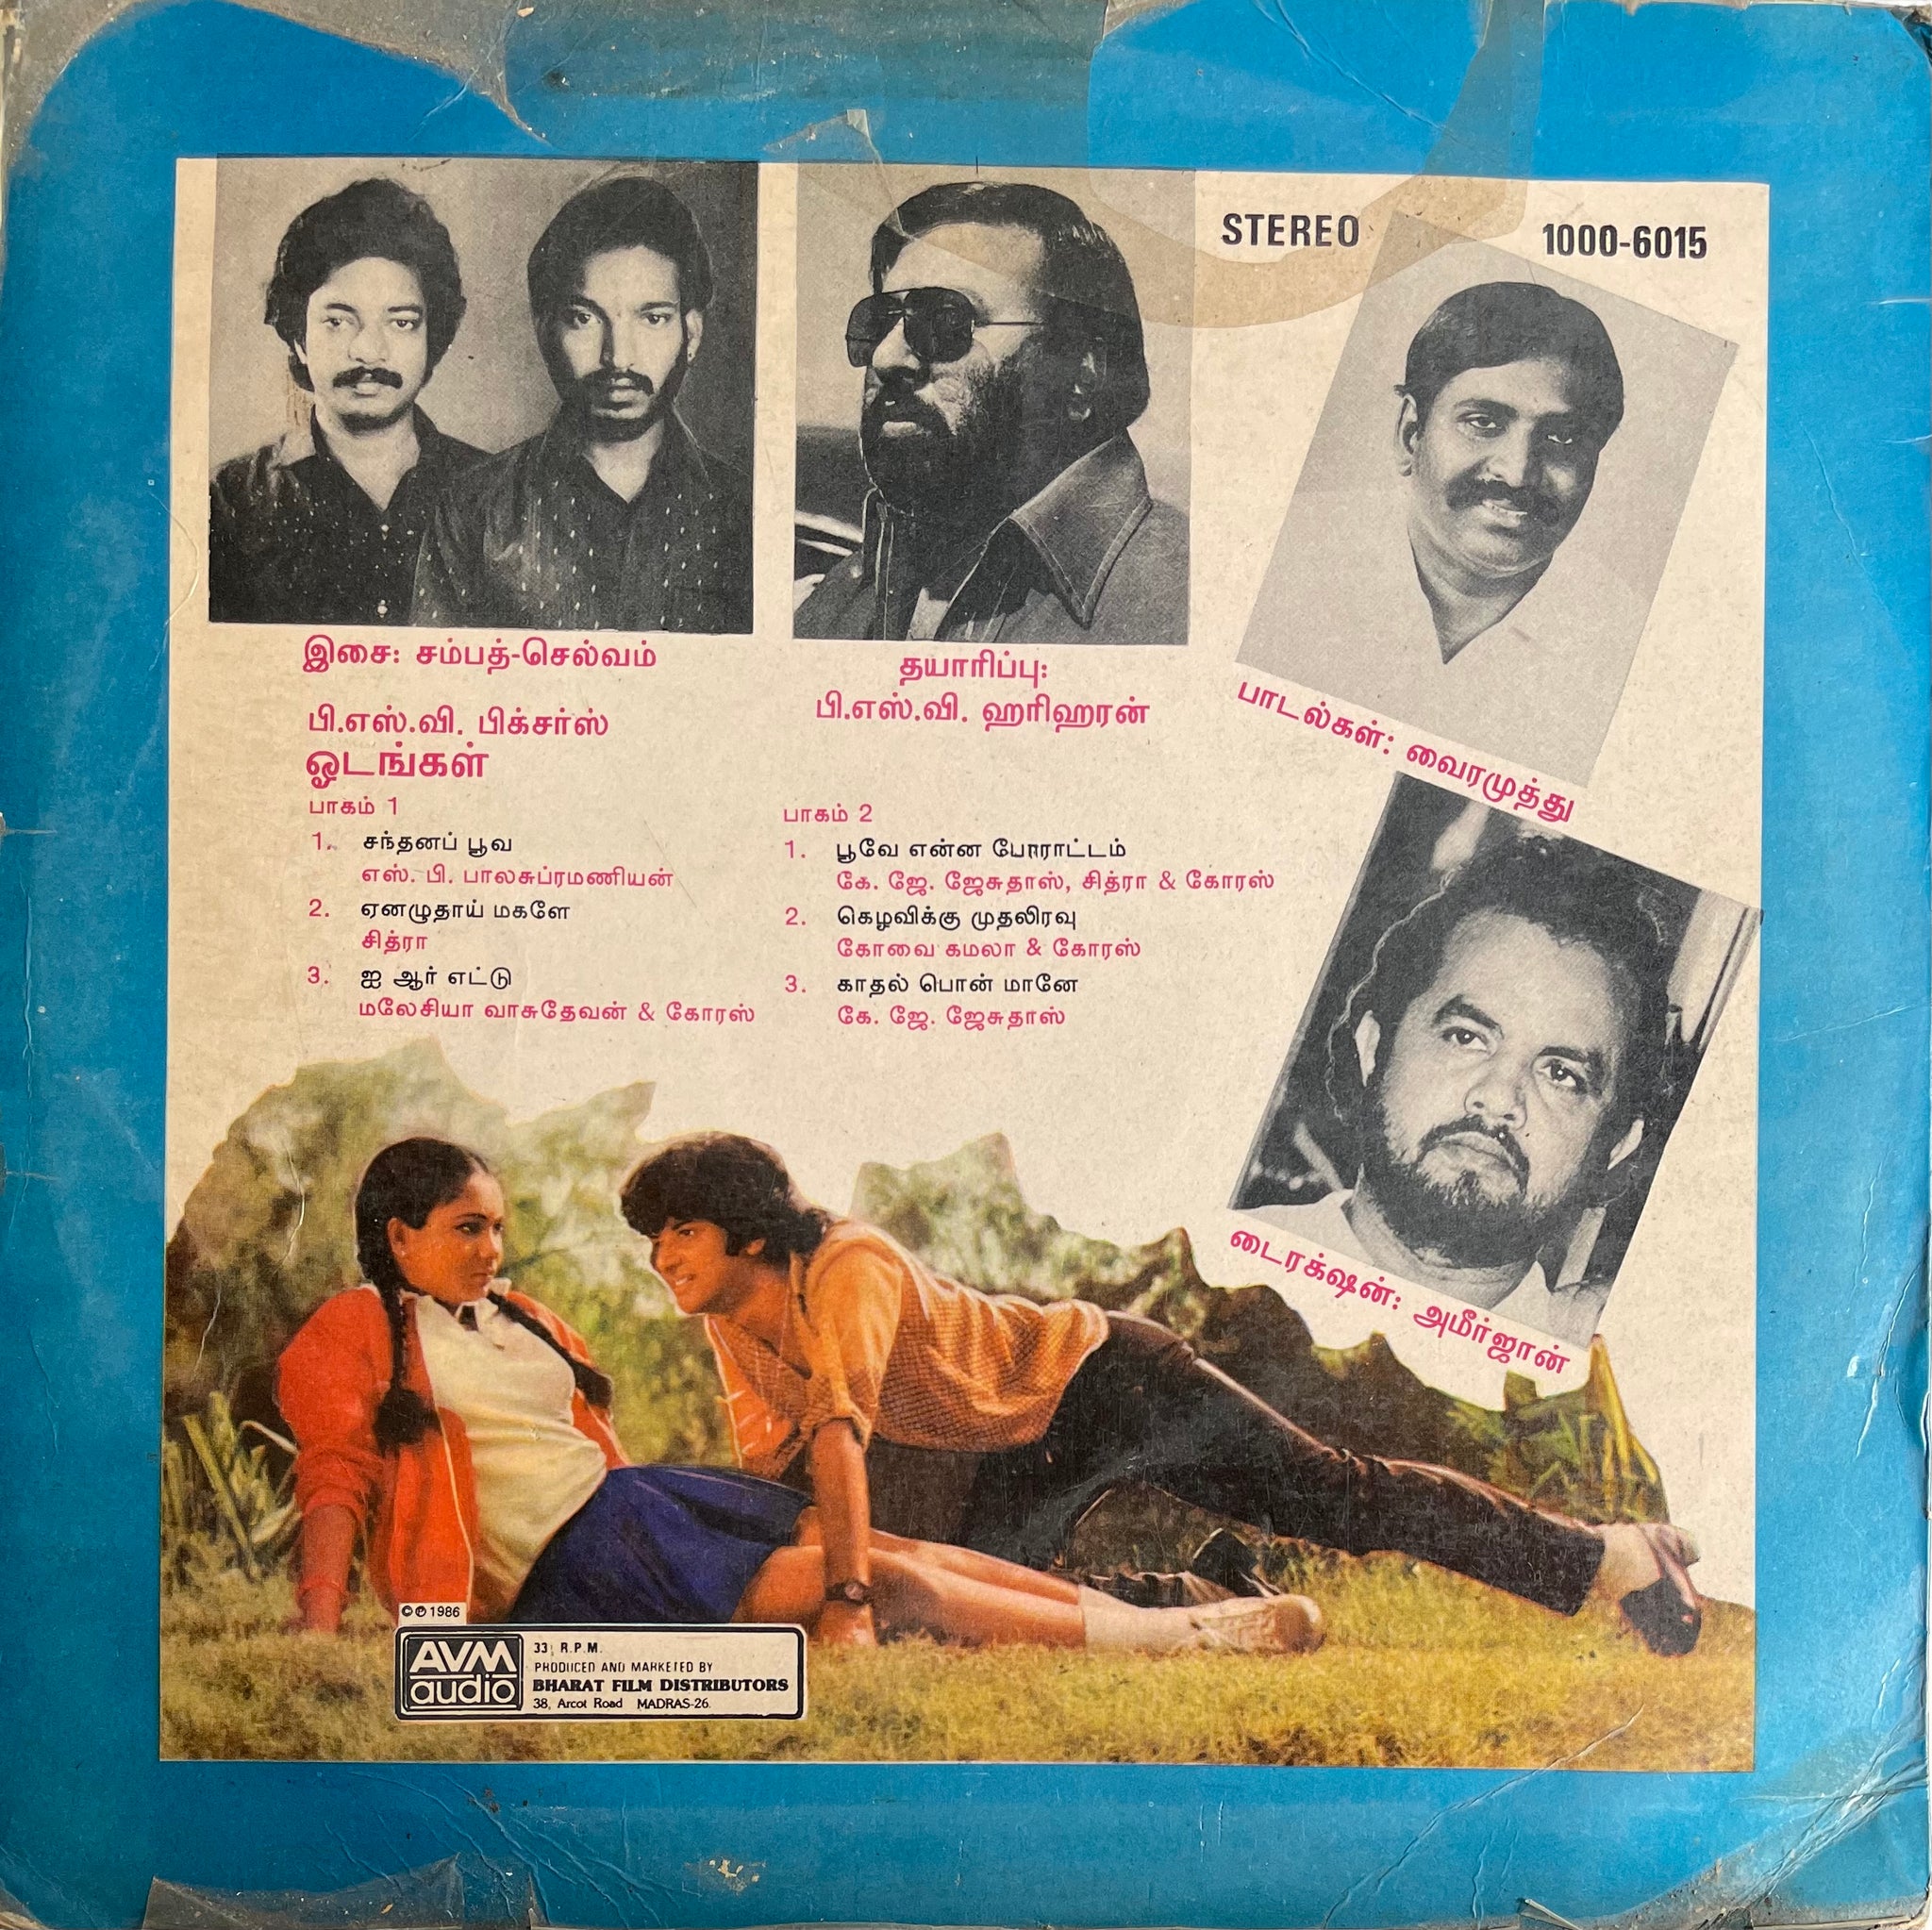 STEREO
1000-6015
இசை: சம்பத்-செல்வம்
தயாரிப்பு:
பி.எஸ்.வி. ஹரிஹரன்
பாடல்கள்: வைரமுத்து
பி.எஸ்.வி. பிக்சர்ஸ்
ஓடங்கள்
பாகம் 1
1. சந்தனப் பூவ
எஸ். பி. பாலசுப்ரமணியன்
2. ஏனழுதாய் மகளே
சித்ரா
3. ஐ ஆர் எட்டு
மலேசியா வாசுதேவன் & கோரஸ்
பாகம் 2
1. பூவே என்ன போராட்டம்
கே. ஜே. ஜேசுதாஸ், சித்ரா & கோரஸ்
2. கெழவிக்கு முதலிரவு
கோவை கமலா & கோரஸ்
3. காதல் பொன் மானே
கே. ஜே. ஜேசுதாஸ்
டைரக்‌ஷன்: அமீர்ஜான்
©℗ 1986
AVM
audio
33⅓ R.P.M.
PRODUCED AND MARKETED BY
BHARAT FILM DISTRIBUTORS
38, Arcot Road MADRAS-26.